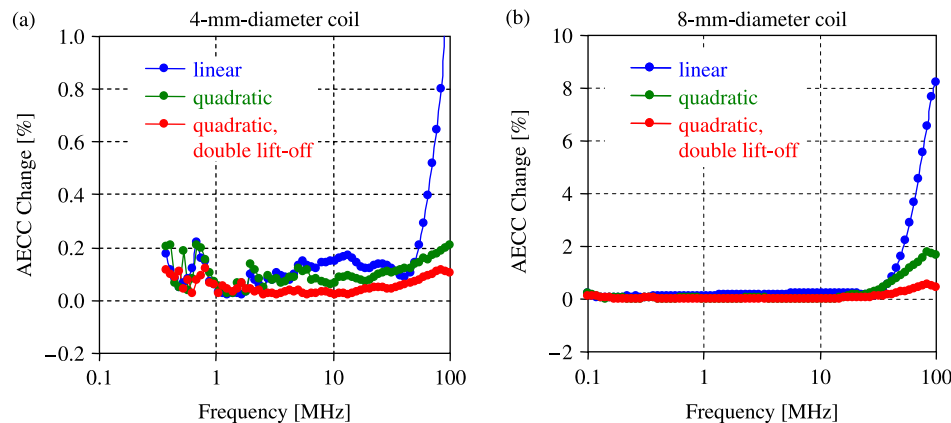 (a)
4-mm-diameter coil
AECC Change [%]
1.0
0.8
0.6
0.4
0.2
0.0
−0.2
linear
quadratic
quadratic,
double lift-off
0.1
1
10
100
Frequency [MHz]
(b)
8-mm-diameter coil
AECC Change [%]
10
8
6
4
2
0
−2
linear
quadratic
quadratic,
double lift-off
0.1
1
10
100
Frequency [MHz]